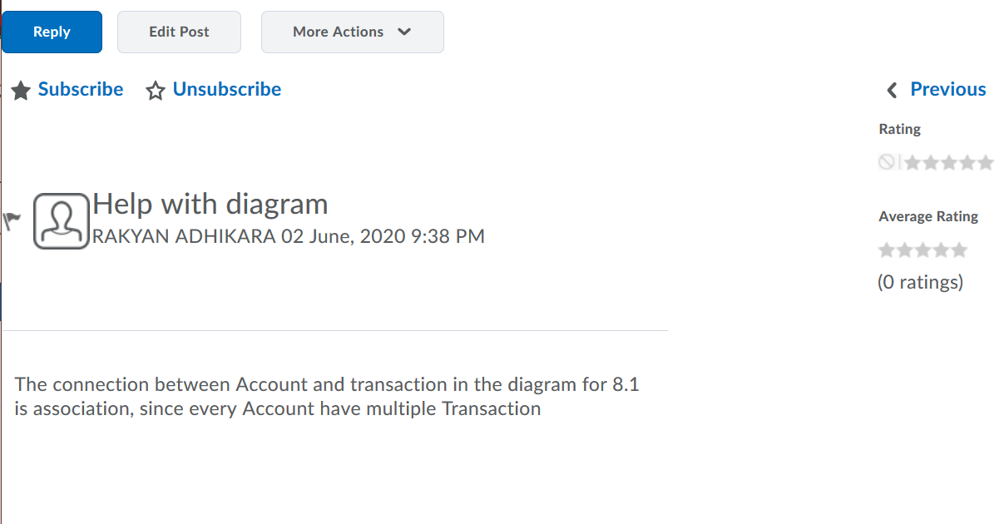 Reply
Edit Post
More Actions
Subscribe
Unsubscribe
Previous
Rating
Help with diagram
RAKYAN ADHIKARA 02 June, 2020 9:38 PM
Average Rating
(0 ratings)
The connection between Account and transaction in the diagram for 8.1
is association, since every Account have multiple Transaction